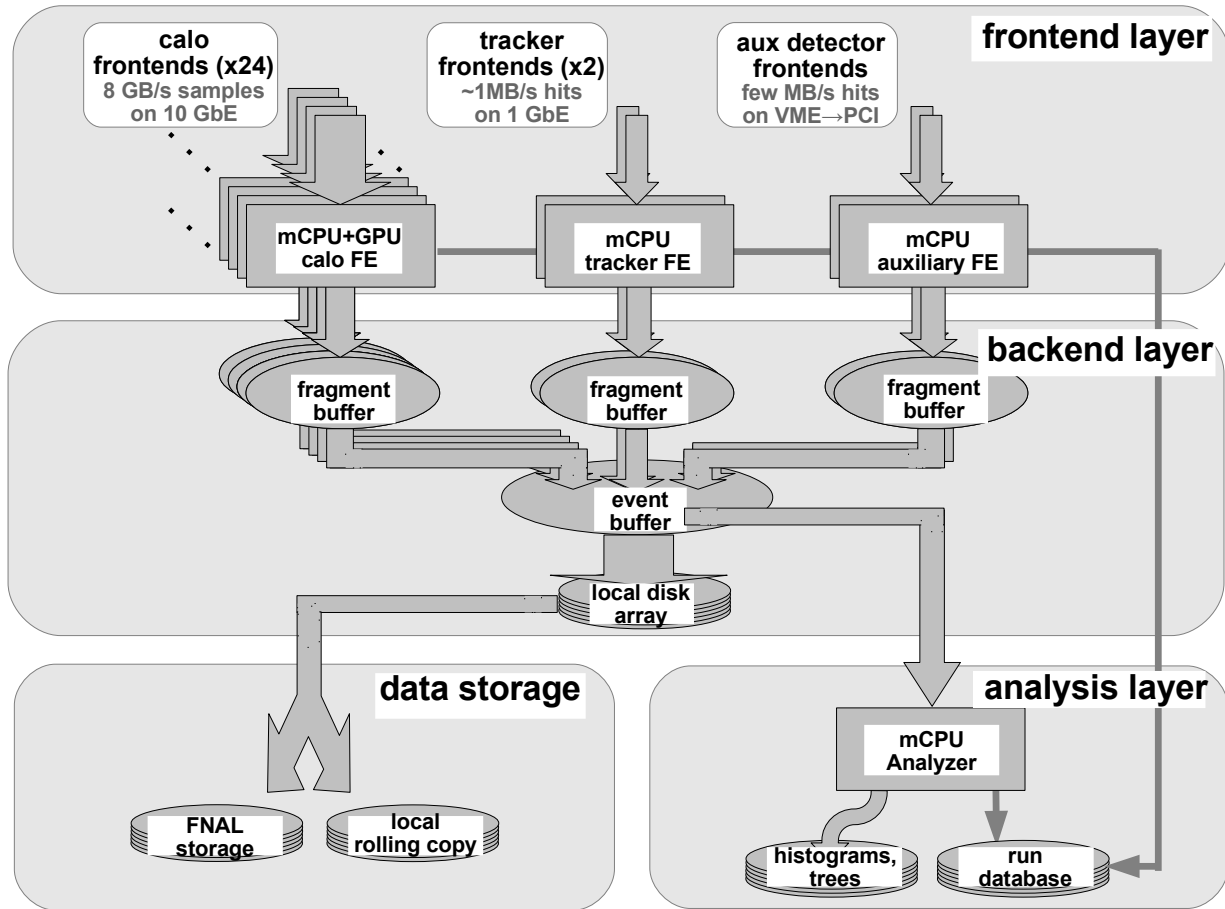 frontend layer
calo
frontends (x24)
8 GB/s samples
on 10 GbE
tracker
frontends (x2)
~1MB/s hits
on 1 GbE
aux detector
frontends
few MB/s hits
on VME→PCI
mCPU+GPU
calo FE
mCPU
tracker FE
mCPU
auxiliary FE
backend layer
fragment
buffer
fragment
buffer
fragment
buffer
event
buffer
local disk
array
data storage
FNAL
storage
local
rolling copy
analysis layer
mCPU
Analyzer
histograms,
trees
run
database